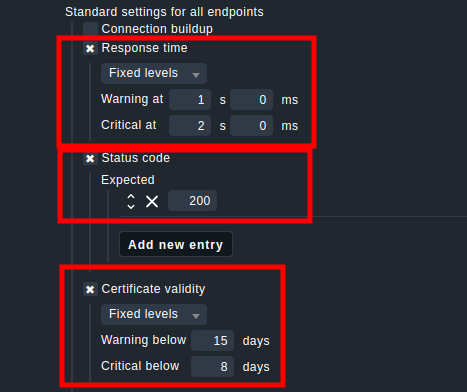 Standard settings for all endpoints
Connection buildup
Response time
Fixed levels
Warning at 1 s 0 ms
Critical at 2 s 0 ms
Status code
Expected
200
Add new entry
Certificate validity
Fixed levels
Warning below 15 days
Critical below 8 days